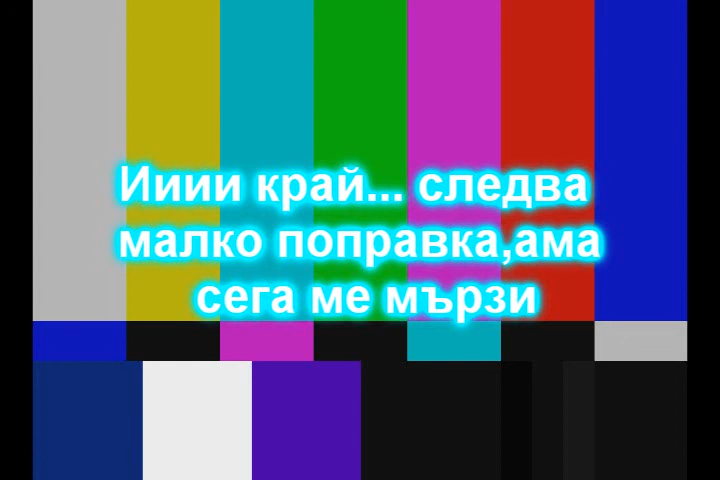 Ииии край... следва
малко поправка,ама
сега ме мързи